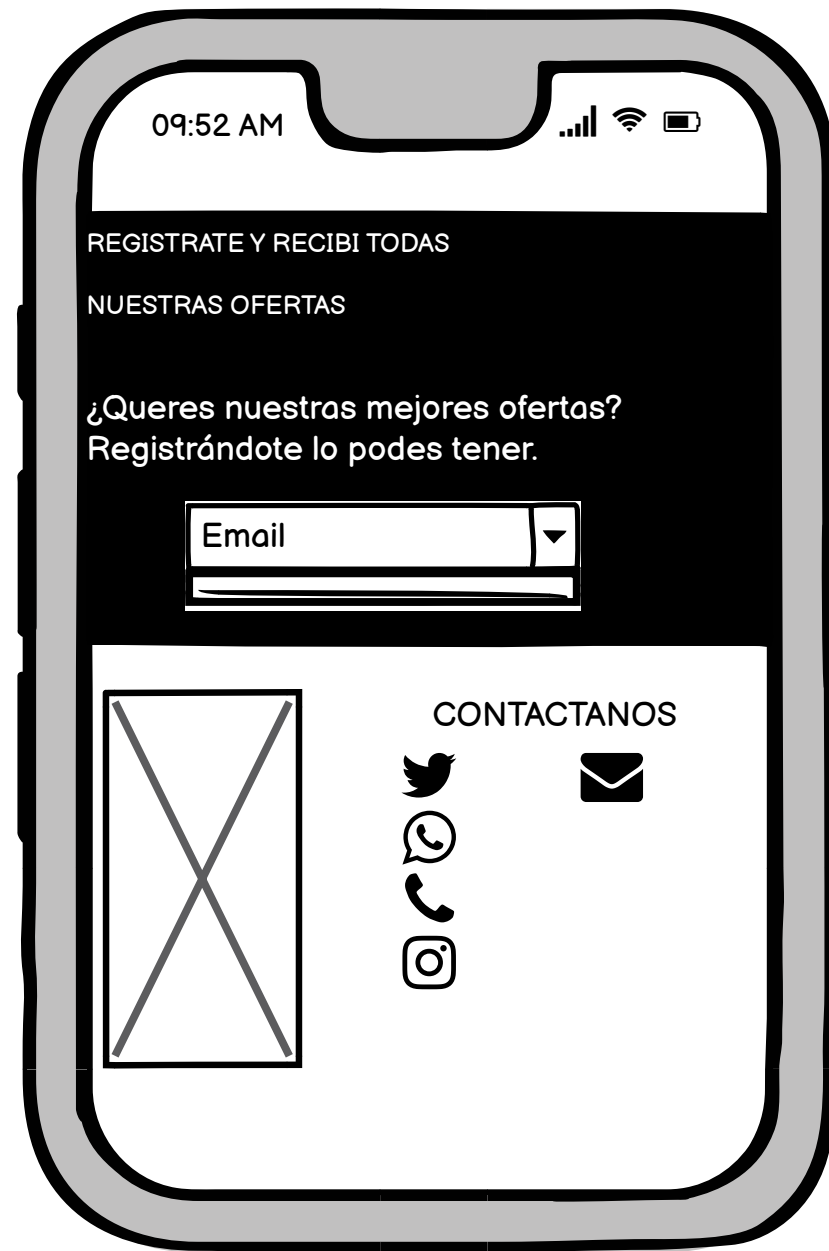 09:52 AM
REGISTRATE Y RECIBI TODAS
NUESTRAS OFERTAS
¿Queres nuestras mejores ofertas?
Registrándote lo podes tener.
Email
CONTACTANOS